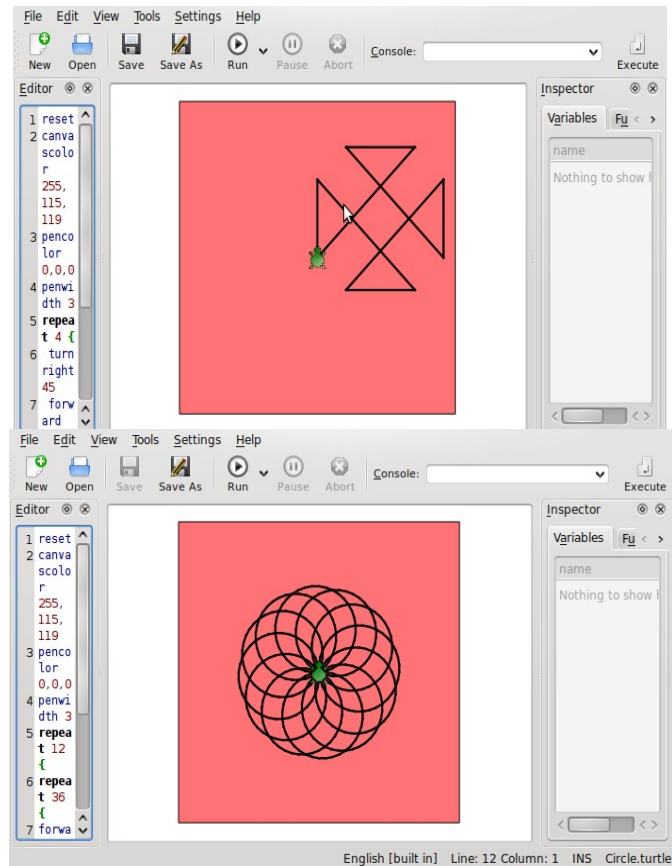 File Edit View Tools Settings Help
New Open Save Save As Run Pause Abort Console: Execute
Editor
Inspector
Variables Fu
name
Nothing to show
1 reset
2 canva
scolo
r
255,
115,
119
3 penco
lor
0,0,0
4 penwi
dth 3
5 repea
t 4 {
6 turn
right
45
7 forw
ard
File Edit View Tools Settings Help
New Open Save Save As Run Pause Abort Console: Execute
Editor
Inspector
Variables Fu
name
Nothing to show
1 reset
2 canva
scolo
r
255,
115,
119
3 penco
lor
0,0,0
4 penwi
dth 3
5 repea
t 12
{
6 repea
t 36
{
7 forwa
English [built in] Line: 12 Column: 1 INS Circle.turtle